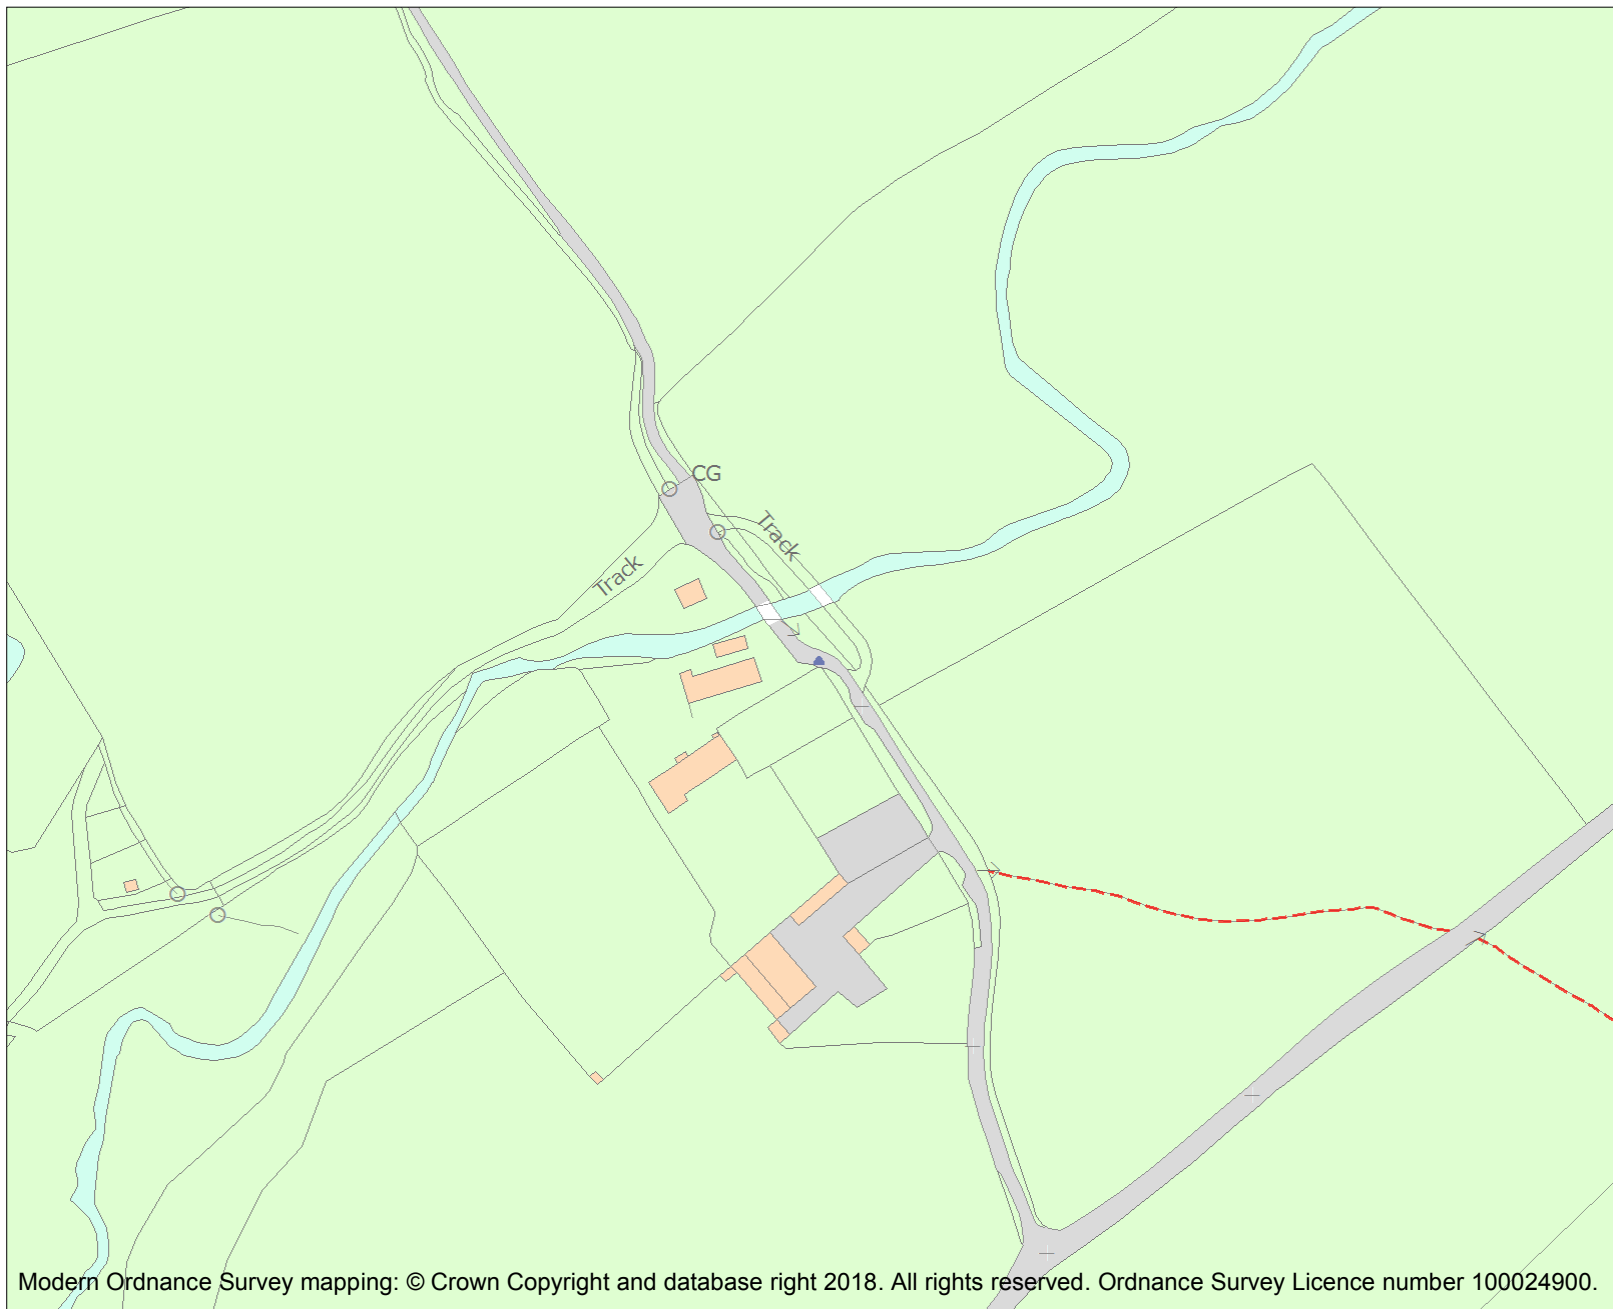 CG
Track
Track
Modern Ordnance Survey mapping: © Crown Copyright and database right 2018. All rights reserved. Ordnance Survey Licence number 100024900.